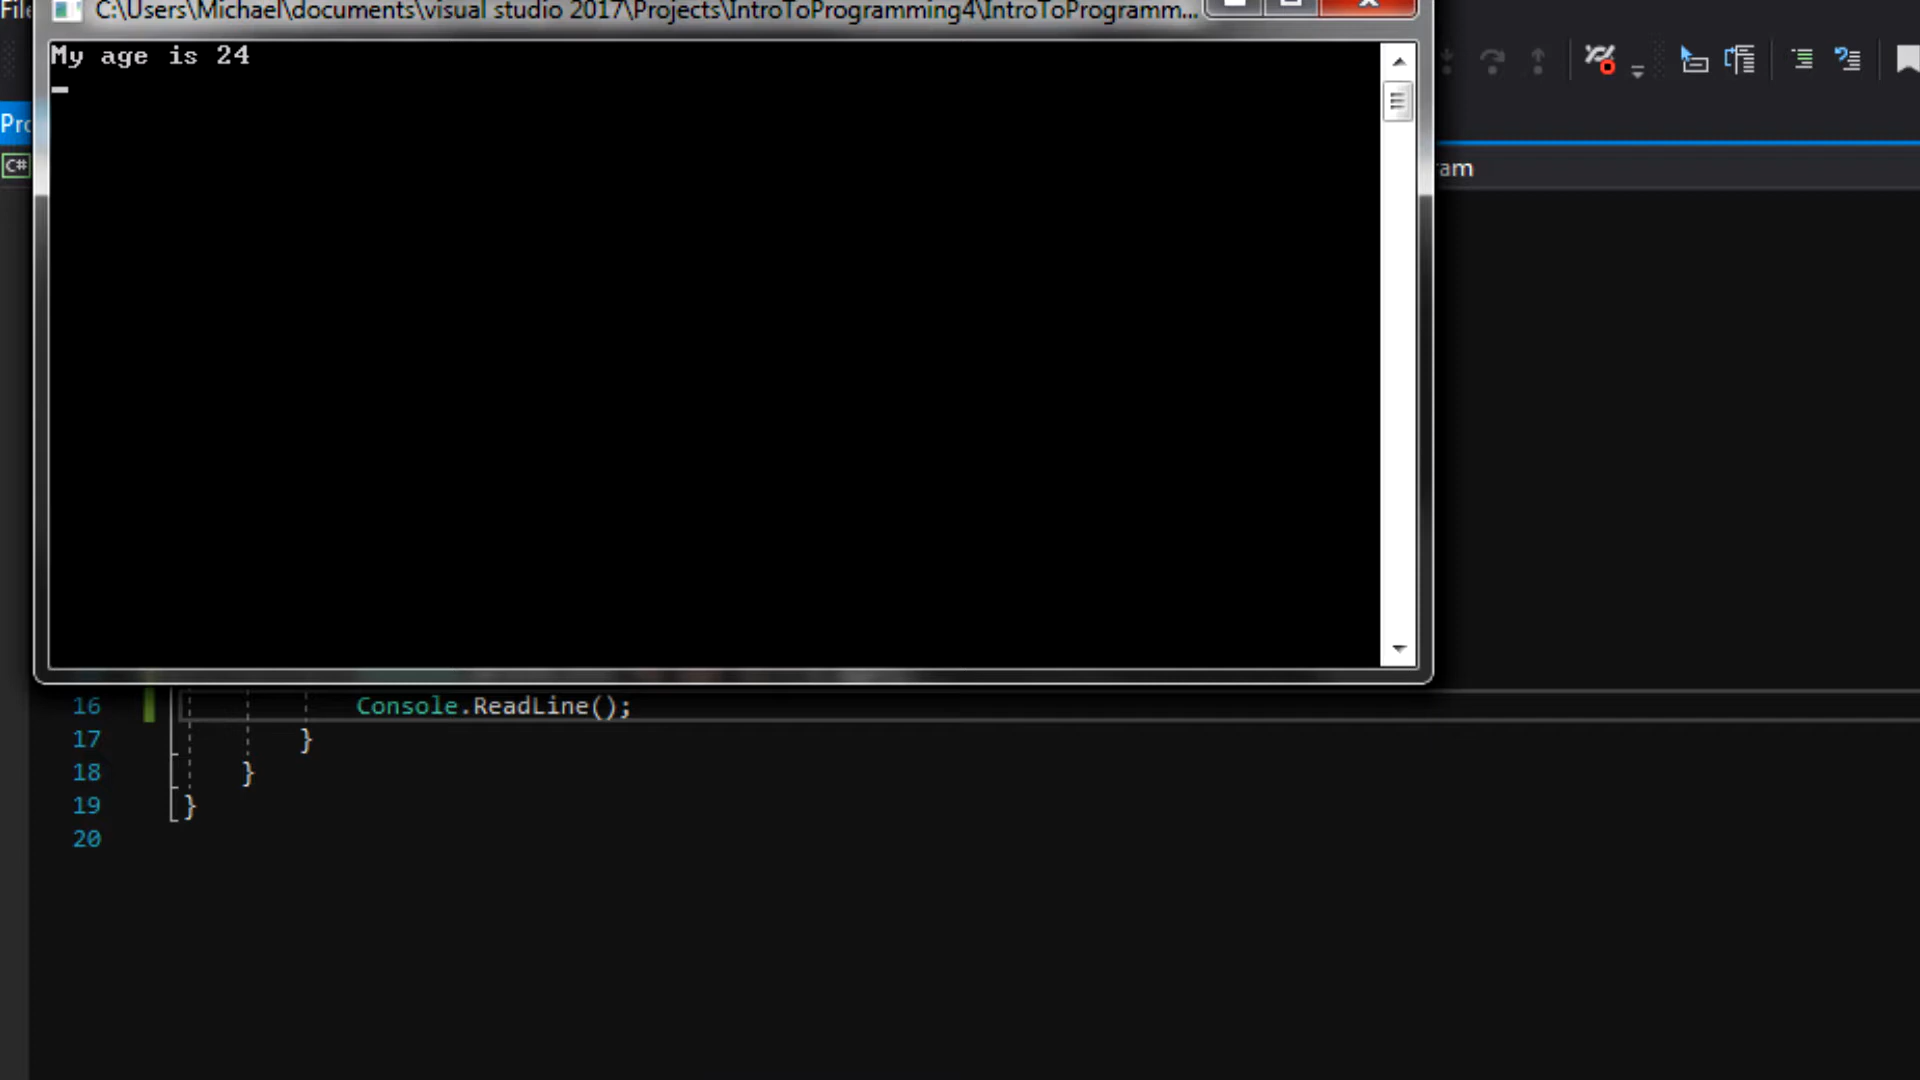 C:\Users\Michael\documents\visual studio 2017\Projects\IntroToProgramming4\IntroToProgramm...
File
My age is 24
Pro
C#
am
16 Console.ReadLine();
17 }
18 }
19 }
20